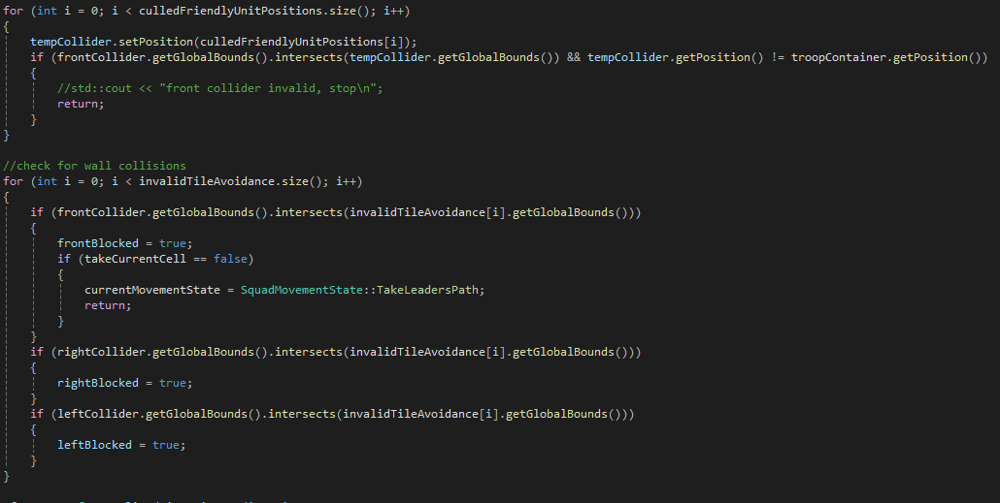 for (int i = 0; i < culledFriendlyUnitPositions.size(); i++)
{
    tempCollider.setPosition(culledFriendlyUnitPositions[i]);
    if (frontCollider.getGlobalBounds().intersects(tempCollider.getGlobalBounds()) && tempCollider.getPosition() != troopContainer.getPosition())
    {
        //std::cout << "front collider invalid, stop\n";
        return;
    }
}

//check for wall collisions
for (int i = 0; i < invalidTileAvoidance.size(); i++)
{
    if (frontCollider.getGlobalBounds().intersects(invalidTileAvoidance[i].getGlobalBounds()))
    {
        frontBlocked = true;
        if (takeCurrentCell == false)
        {
            currentMovementState = SquadMovementState::TakeLeadersPath;
            return;
        }
    }
    if (rightCollider.getGlobalBounds().intersects(invalidTileAvoidance[i].getGlobalBounds()))
    {
        rightBlocked = true;
    }
    if (leftCollider.getGlobalBounds().intersects(invalidTileAvoidance[i].getGlobalBounds()))
    {
        leftBlocked = true;
    }
}